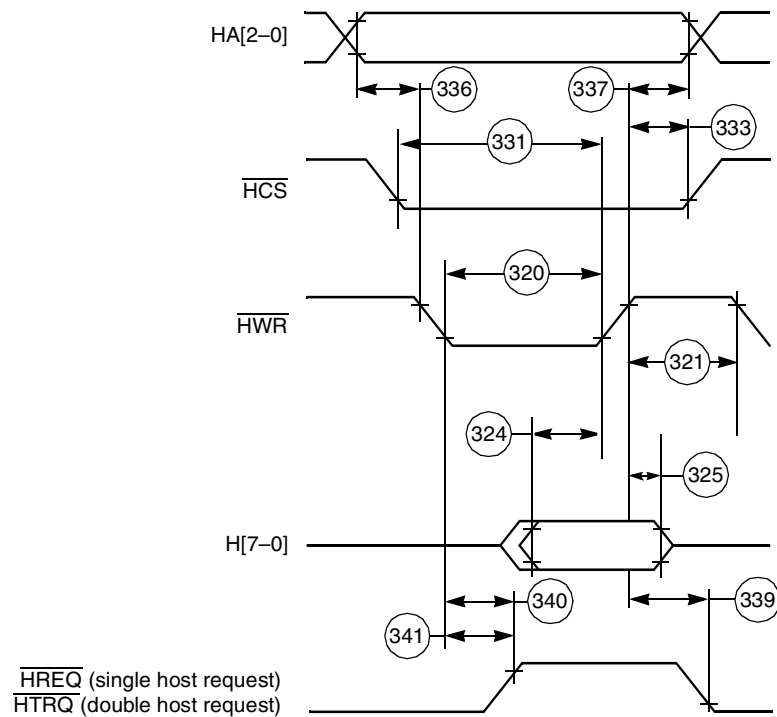 HA[2–0]
336
337
333
331
HCS
320
HWR
321
324
325
H[7–0]
340
339
341
HREQ (single host request)
HTRQ (double host request)